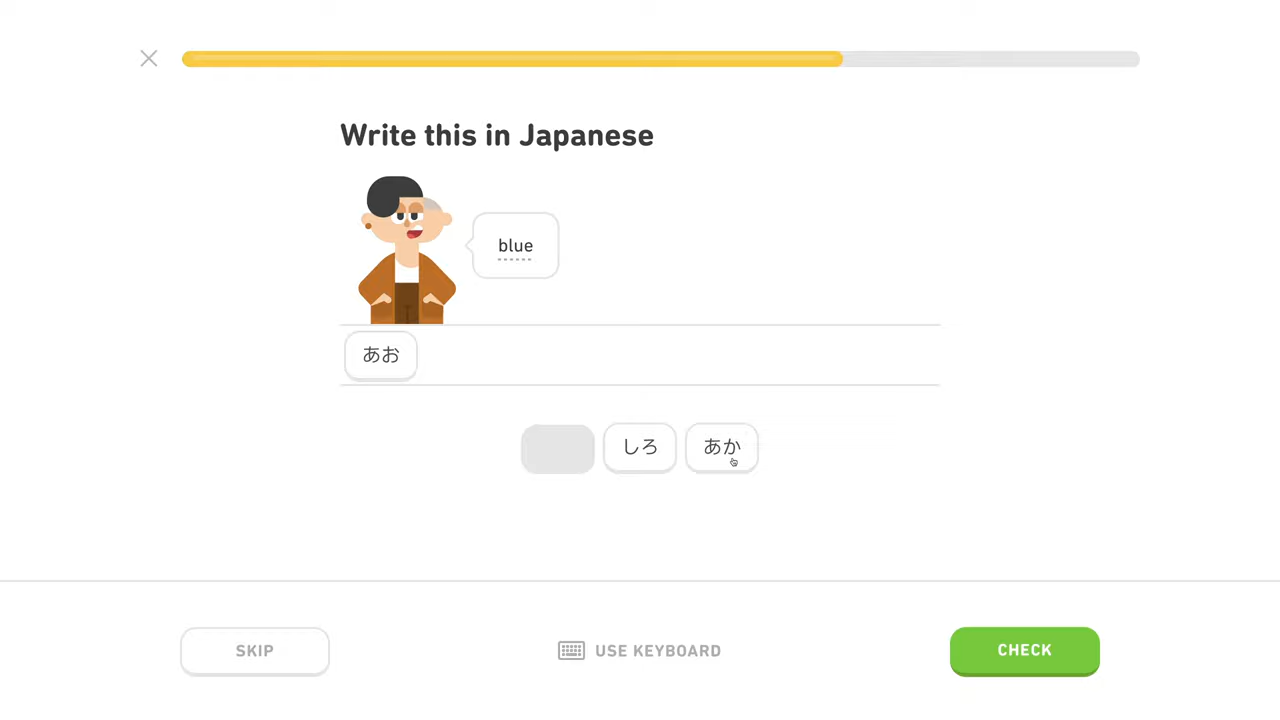 Write this in Japanese
blue
あお
しろ あか
SKIP
USE KEYBOARD
CHECK